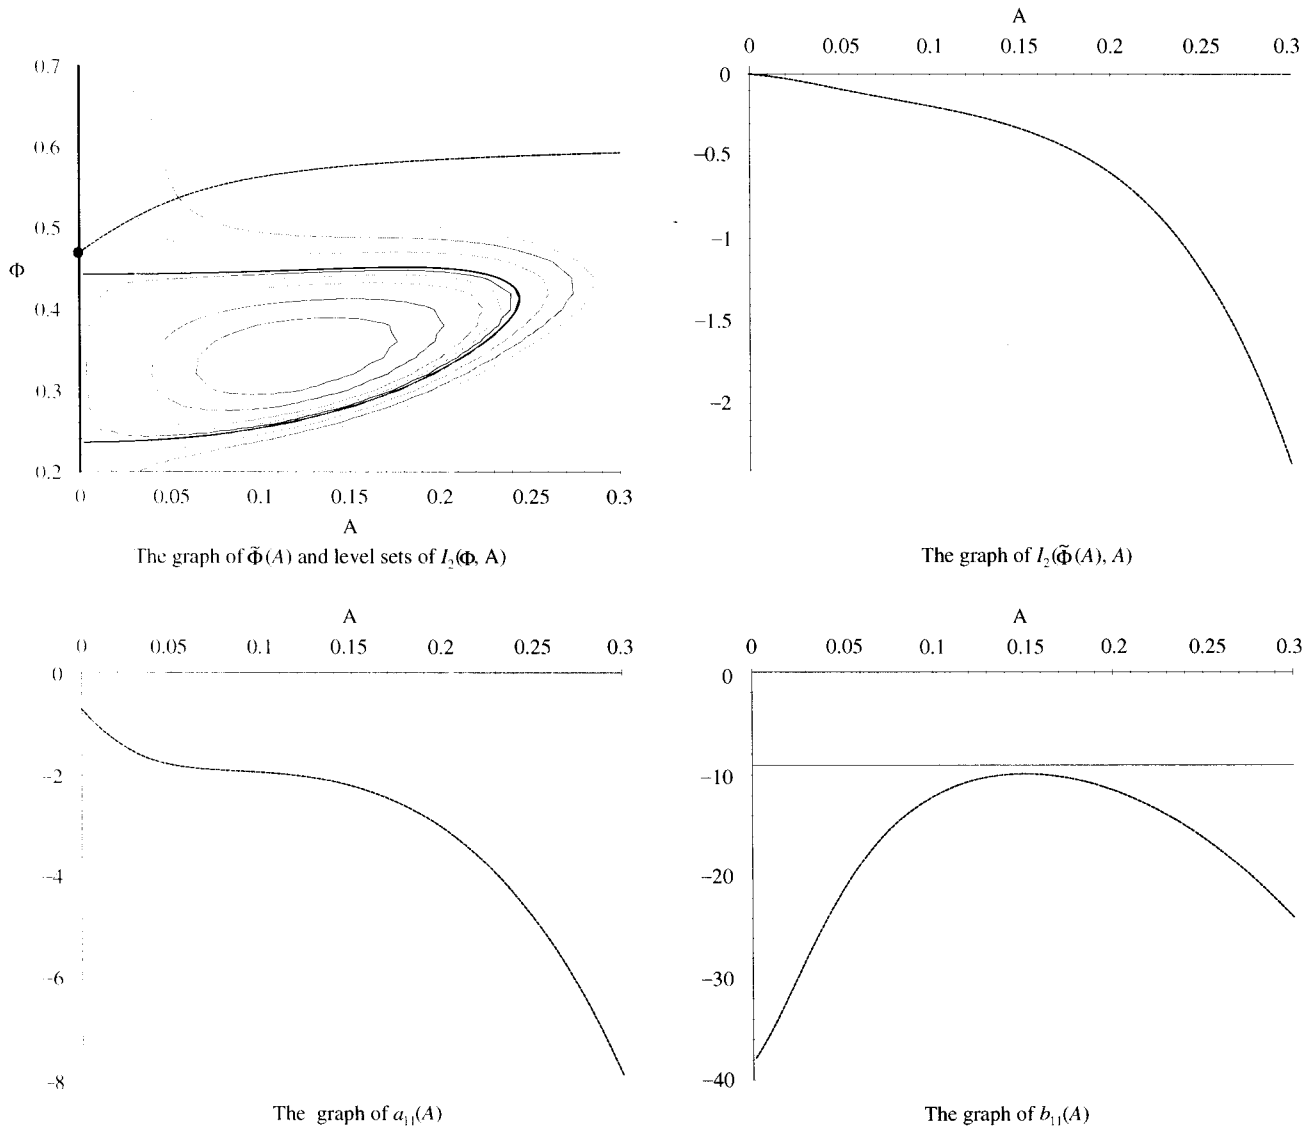 0.7
0.6
0.5
Φ
0.4
0.3
0.2
0 0.05 0.1 0.15 0.2 0.25 0.3
A
The graph of Φ̃(A) and level sets of I₂(Φ, A)
A
0 0.05 0.1 0.15 0.2 0.25 0.3
0
−0.5
−1
−1.5
−2
The graph of I₂(Φ̃(A), A)
A
0 0.05 0.1 0.15 0.2 0.25 0.3
0
−2
−4
−6
−8
The graph of a₁₁(A)
A
0 0.05 0.1 0.15 0.2 0.25 0.3
0
−10
−20
−30
−40
The graph of b₁₁(A)